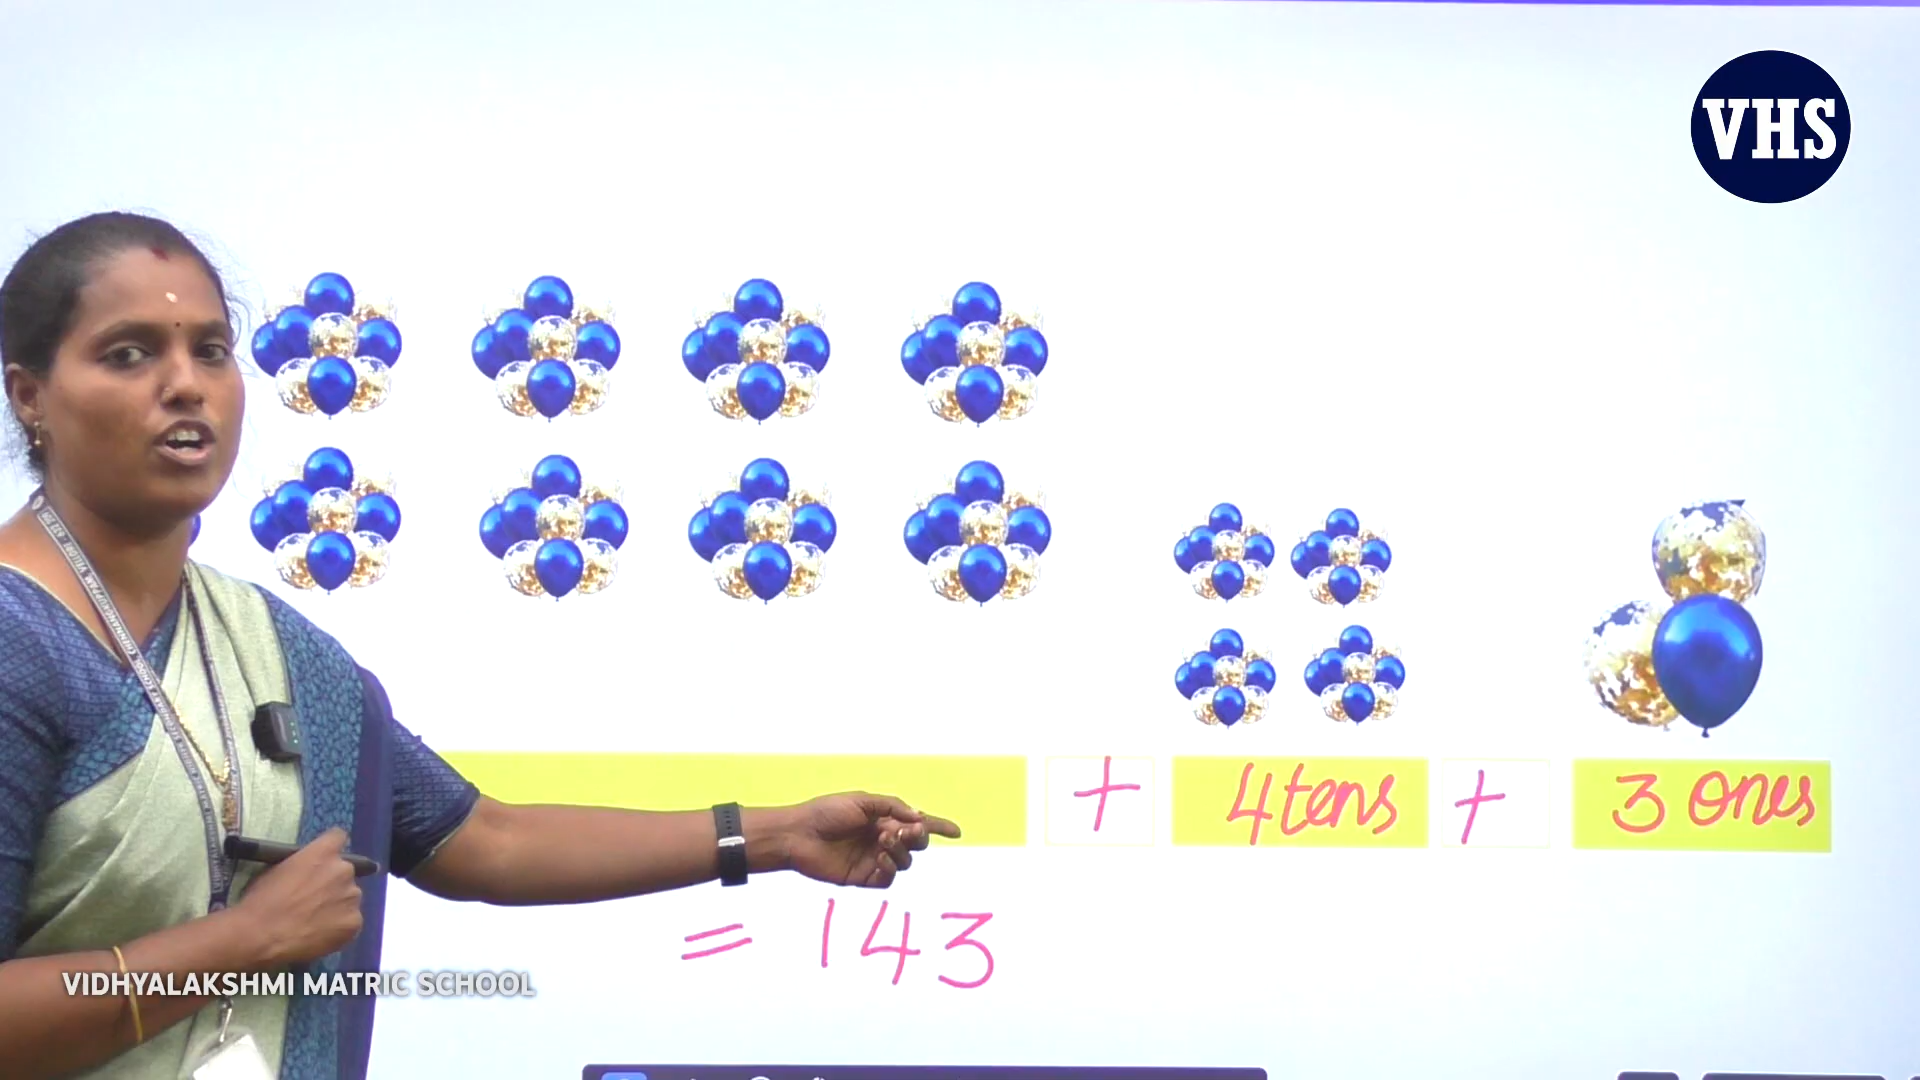 VHS
+ 4tens + 3 ones
= 143
VIDHYALAKSHMI MATRIC SCHOOL